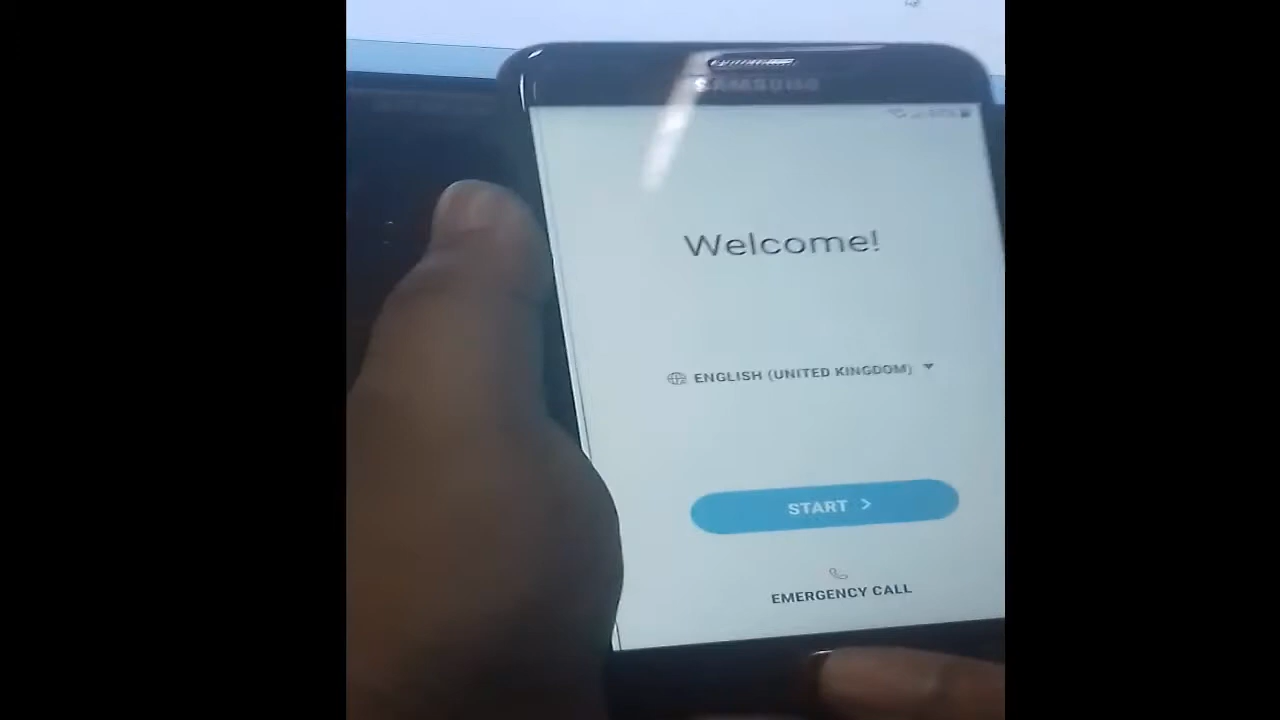 SAMSUNG
Welcome!
ENGLISH (UNITED KINGDOM)
START
EMERGENCY CALL